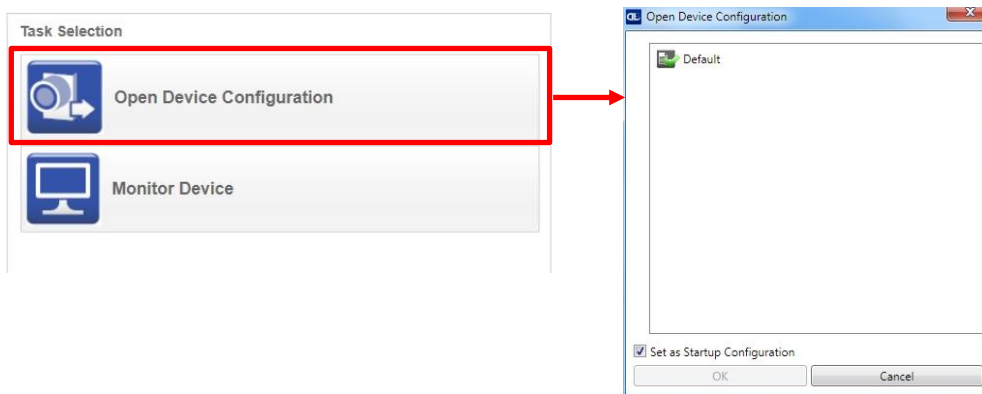 Task Selection
Open Device Configuration
Monitor Device
Open Device Configuration
Default
Set as Startup Configuration
OK
Cancel